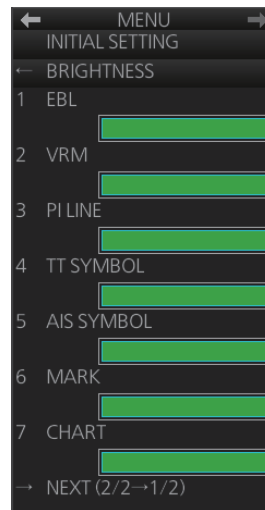 ← MENU →
INITIAL SETTING
← BRIGHTNESS
1 EBL
2 VRM
3 PI LINE
4 TT SYMBOL
5 AIS SYMBOL
6 MARK
7 CHART
→ NEXT (2/2→1/2)